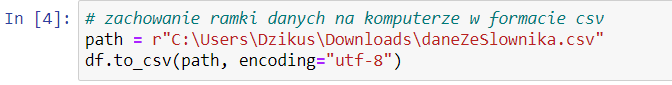 In [4]: # zachowanie ramki danych na komputerze w formacie csv
path = r"C:\Users\Dzikus\Downloads\daneZeSlownika.csv"
df.to_csv(path, encoding="utf-8")